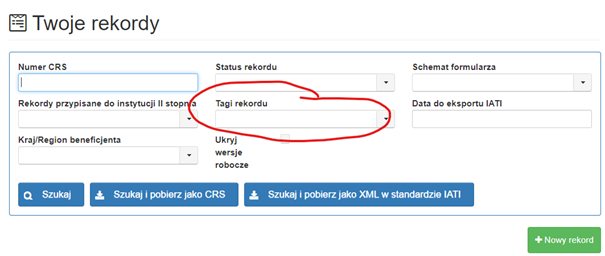 Twoje rekordy
Numer CRS Status rekordu Schemat formularza
Rekordy przypisane do instytucji II stopnia Tagi rekordu Data do eksportu IATI
Kraj/Region beneficjenta Ukryj
wersje
robocze
Szukaj Szukaj i pobierz jako CRS Szukaj i pobierz jako XML w standardzie IATI
Nowy rekord